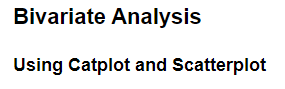 Bivariate Analysis
Using Catplot and Scatterplot